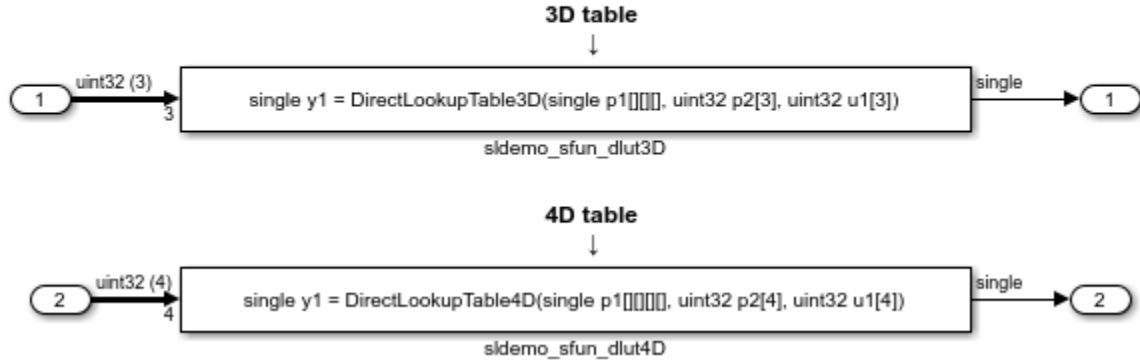 3D table
↓
uint32 (3)
single
1
single y1 = DirectLookupTable3D(single p1[][][], uint32 p2[3], uint32 u1[3])
1
3
sldemo_sfun_dlut3D
4D table
↓
uint32 (4)
single
2
single y1 = DirectLookupTable4D(single p1[][][][], uint32 p2[4], uint32 u1[4])
2
4
sldemo_sfun_dlut4D